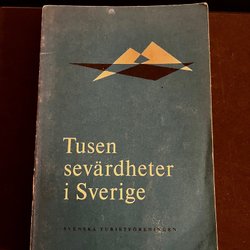 Tusen
sevärdheter
i Sverige
SVENSKA TURISTFÖRENINGEN